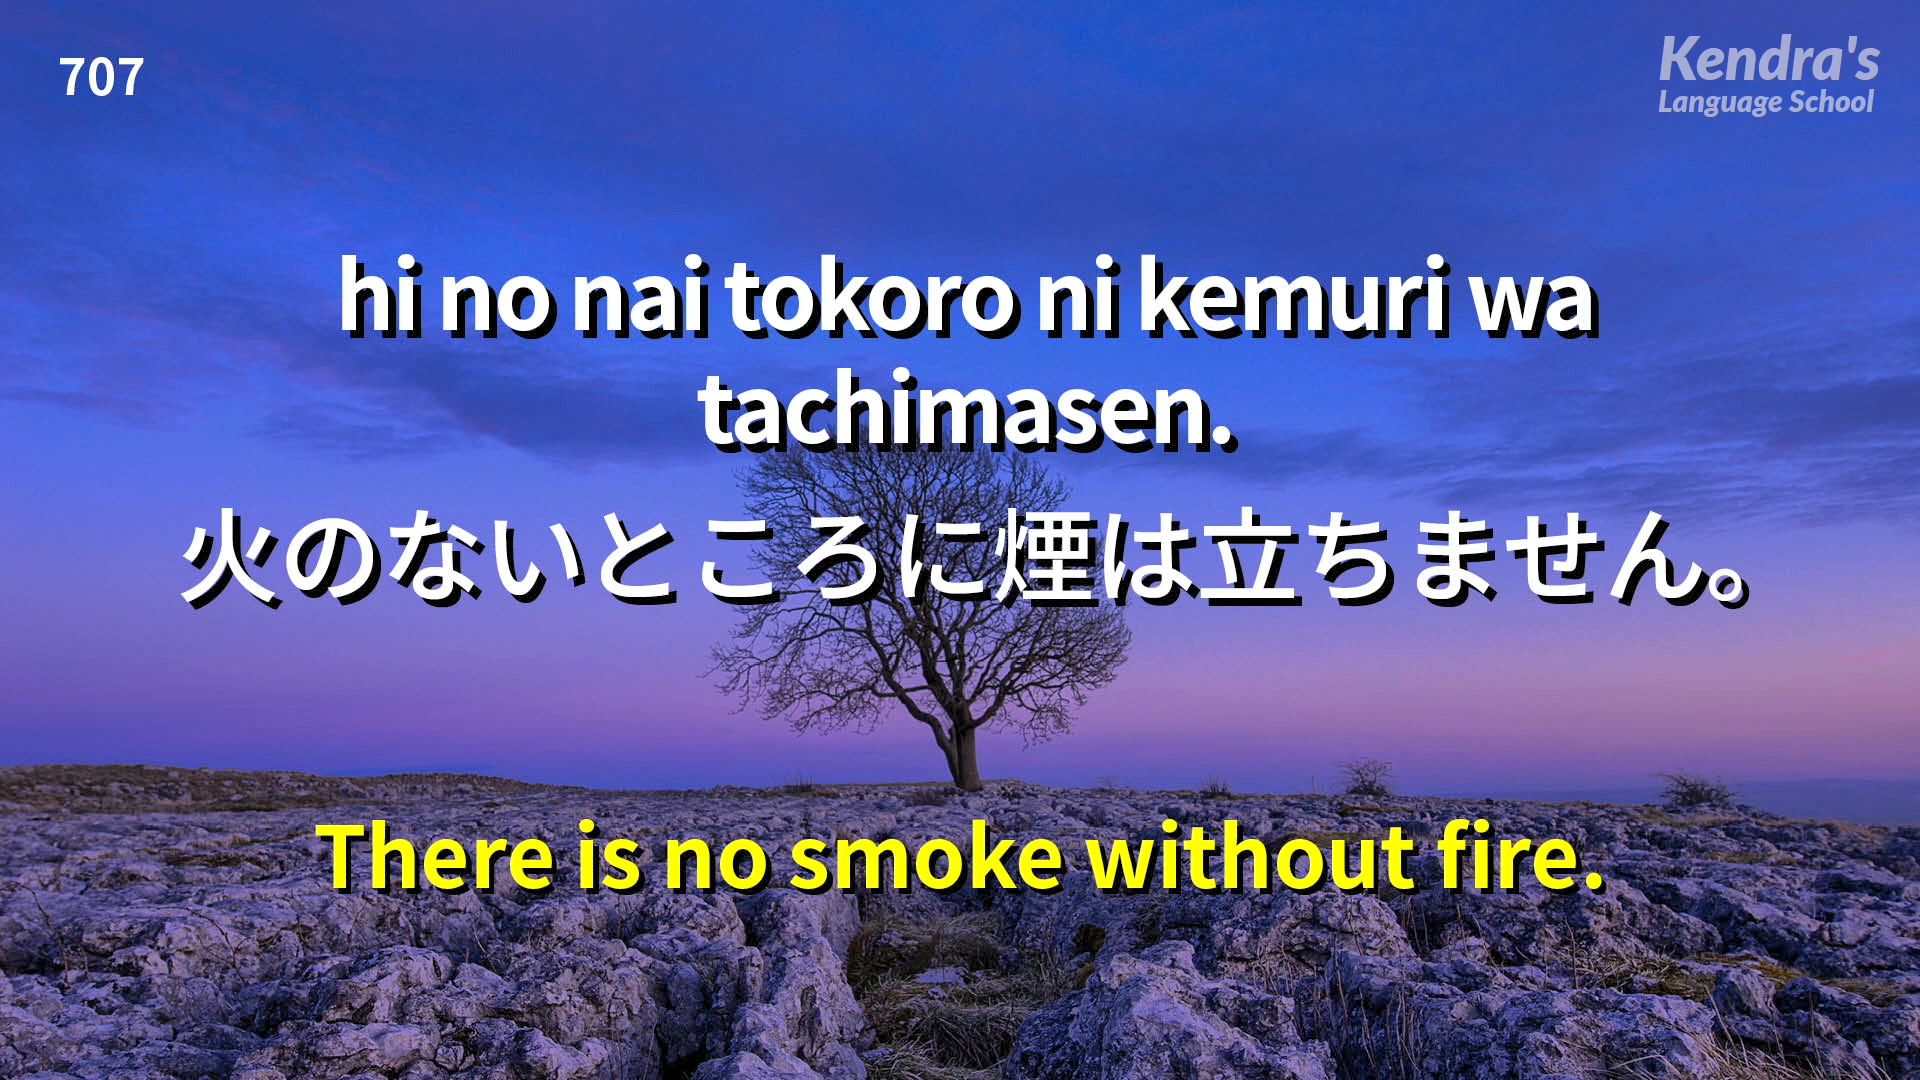 707
Kendra's
Language School
hi no nai tokoro ni kemuri wa
tachimasen.
火のないところに煙は立ちません。
There is no smoke without fire.